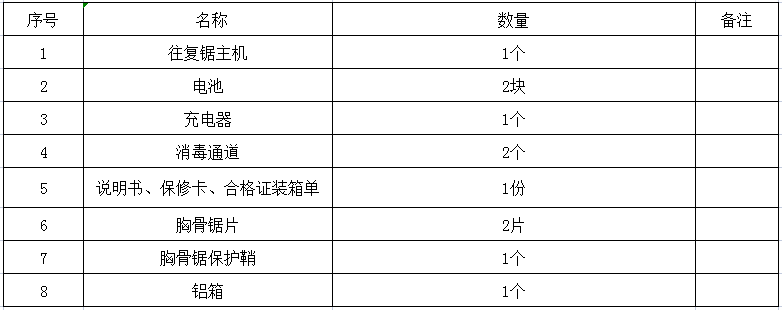 序号 名称 数量 备注
1 往复锯主机 1个
2 电池 2块
3 充电器 1个
4 消毒通道 2个
5 说明书、保修卡、合格证装箱单 1份
6 胸骨锯片 2片
7 胸骨锯保护鞘 1个
8 铝箱 1个